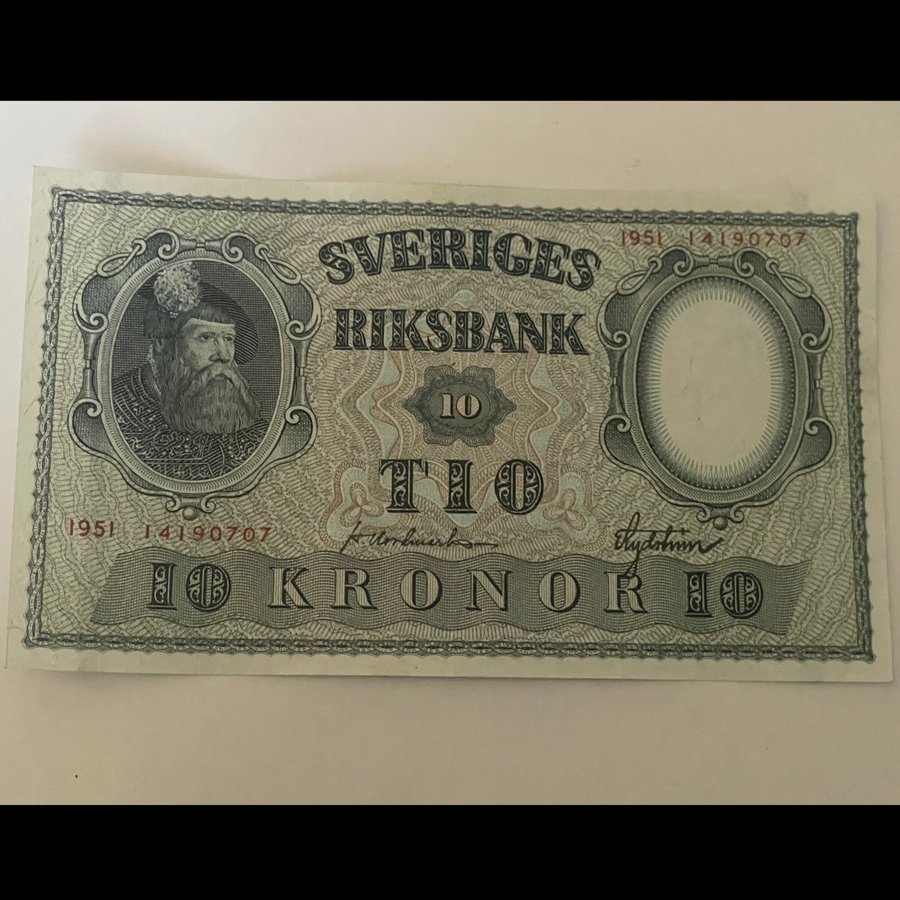 1951 14190707
SVERIGES
RIKSBANK
10
TIO
1951 14190707
10 KRONOR 10